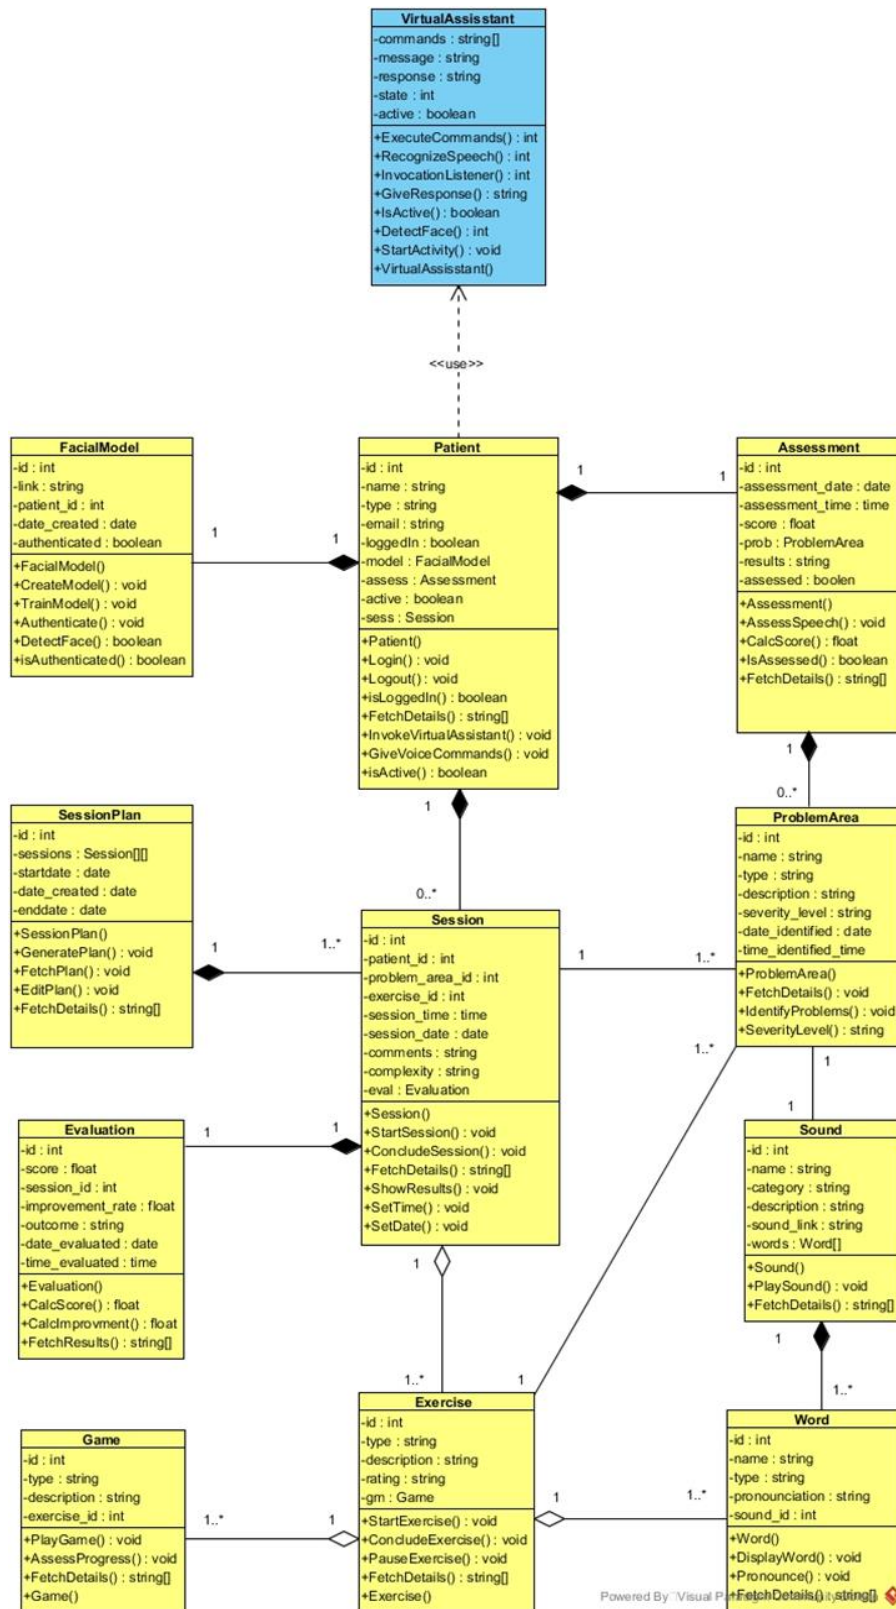 VirtualAssisstant
-commands : string[]
-message : string
-response : string
-state : int
-active : boolean
+ExecuteCommands() : int
+RecognizeSpeech() : int
+InvocationListener() : int
+GiveResponse() : string
+IsActive() : boolean
+DetectFace() : int
+StartActivity() : void
+VirtualAssisstant()
<<use>>
FacialModel
-id : int
-link : string
-patient_id : int
-date_created : date
-authenticated : boolean
+FacialModel()
+CreateModel() : void
+TrainModel() : void
+Authenticate() : void
+DetectFace() : boolean
+isAuthenticated() : boolean
1
1
Patient
-id : int
-name : string
-type : string
-email : string
-loggedIn : boolean
-model : FacialModel
-assess : Assessment
-active : boolean
-sess : Session
+Patient()
+Login() : void
+Logout() : void
+isLoggedIn() : boolean
+FetchDetails() : string[]
+InvokeVirtualAssistant() : void
+GiveVoiceCommands() : void
+isActive() : boolean
1
1
Assessment
-id : int
-assessment_date : date
-assessment_time : time
-score : float
-prob : ProblemArea
-results : string
-assessed : boolen
+Assessment()
+AssessSpeech() : void
+CalcScore() : float
+IsAssessed() : boolean
+FetchDetails() : string[]
1
0..*
1
0..*
SessionPlan
-id : int
-sessions : Session[][]
-startdate : date
-date_created : date
-enddate : date
+SessionPlan()
+GeneratePlan() : void
+FetchPlan() : void
+EditPlan() : void
+FetchDetails() : string[]
1
1..*
Session
-id : int
-patient_id : int
-problem_area_id : int
-exercise_id : int
-session_time : time
-session_date : date
-comments : string
-complexity : string
-eval : Evaluation
+Session()
+StartSession() : void
+ConcludeSession() : void
+FetchDetails() : string[]
+ShowResults() : void
+SetTime() : void
+SetDate() : void
1
1..*
ProblemArea
-id : int
-name : string
-type : string
-description : string
-severity_level : string
-date_identified : date
-time_identified_time
+ProblemArea()
+FetchDetails() : void
+IdentifyProblems() : void
+SeverityLevel() : string
1..*
1
1
1
Evaluation
-id : int
-score : float
-session_id : int
-improvement_rate : float
-outcome : string
-date_evaluated : date
-time_evaluated : time
+Evaluation()
+CalcScore() : float
+CalcImprovment() : float
+FetchResults() : string[]
1
1
Sound
-id : int
-name : string
-category : string
-description : string
-sound_link : string
-words : Word[]
+Sound()
+PlaySound() : void
+FetchDetails() : string[]
1
1..*
1
1
1..*
Game
-id : int
-type : string
-description : string
-exercise_id : int
+PlayGame() : void
+AssessProgress() : void
+FetchDetails() : string[]
+Game()
1..*
1
Exercise
-id : int
-type : string
-description : string
-rating : string
-gm : Game
+StartExercise() : void
+ConcludeExercise() : void
+PauseExercise() : void
+FetchDetails() : string[]
+Exercise()
1
1..*
Word
-id : int
-name : string
-type : string
-pronounciation : string
-sound_id : int
+Word()
+DisplayWord() : void
+Pronounce() : void
+FetchDetails() : string[]
Powered By Visual